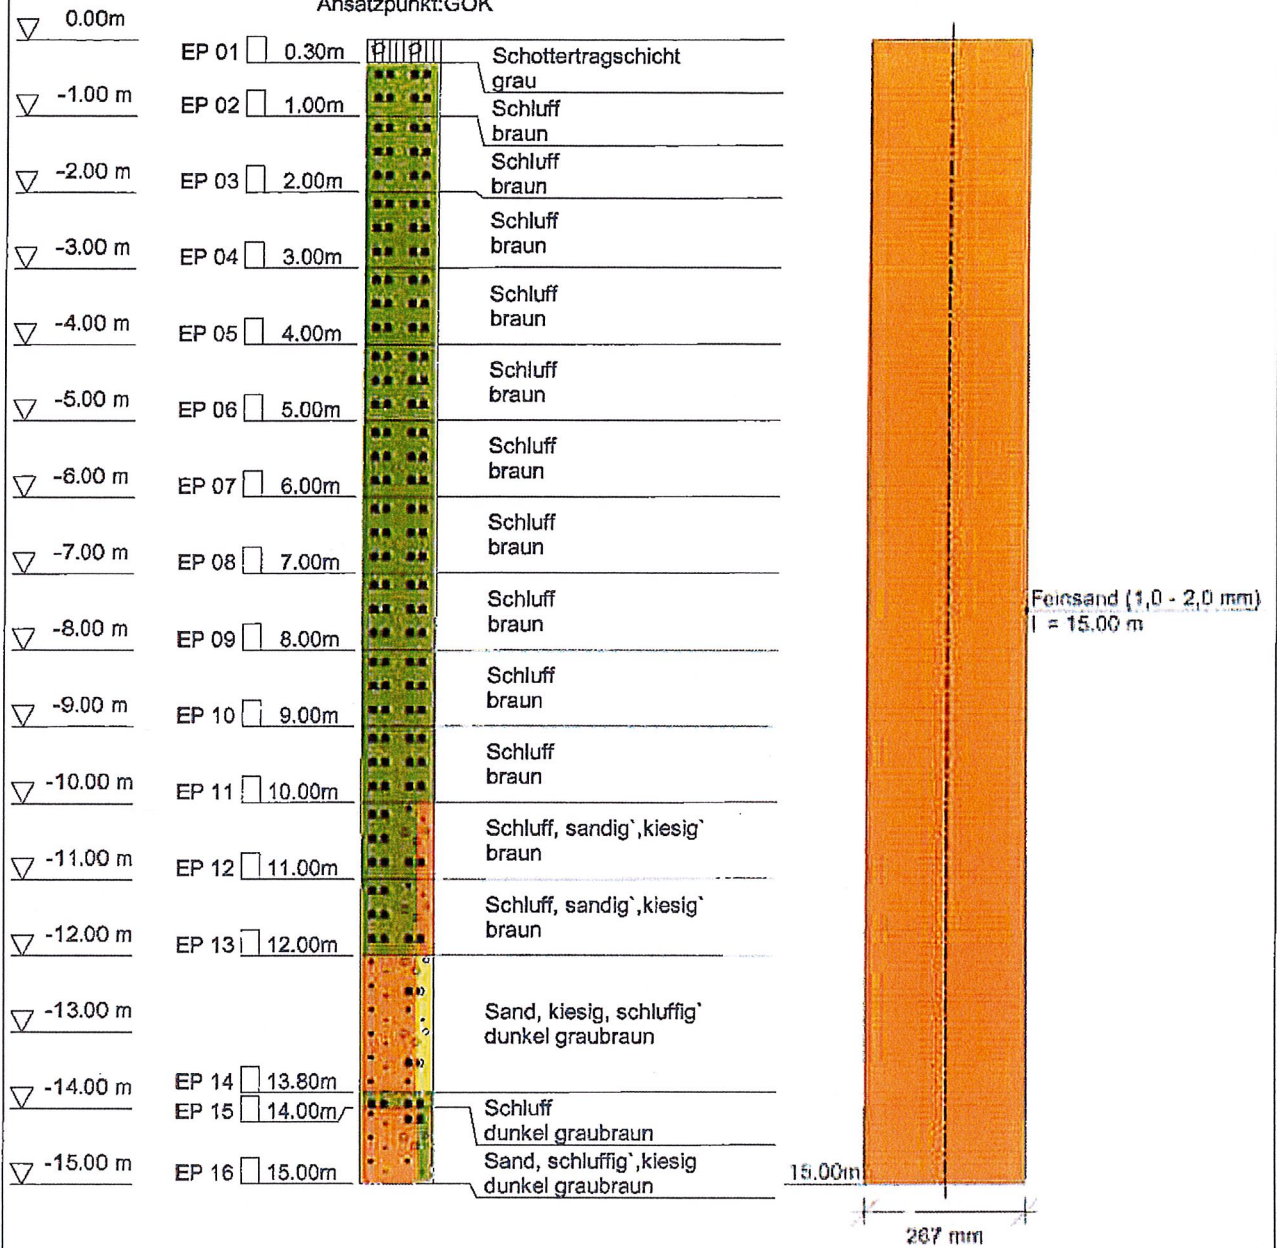 Ansatzpunkt:GOK
0.00m
EP 01 0.30m
Schottertragschicht
grau
-1.00 m
EP 02 1.00m
Schluff
braun
-2.00 m
EP 03 2.00m
Schluff
braun
-3.00 m
EP 04 3.00m
Schluff
braun
-4.00 m
EP 05 4.00m
Schluff
braun
-5.00 m
EP 06 5.00m
Schluff
braun
-6.00 m
EP 07 6.00m
Schluff
braun
-7.00 m
EP 08 7.00m
Schluff
braun
-8.00 m
EP 09 8.00m
Schluff
braun
Feinsand (1,0 - 2,0 mm)
l = 15.00 m
-9.00 m
EP 10 9.00m
Schluff
braun
-10.00 m
EP 11 10.00m
Schluff
braun
-11.00 m
EP 12 11.00m
Schluff, sandig`,kiesig`
braun
-12.00 m
EP 13 12.00m
Schluff, sandig`,kiesig`
braun
-13.00 m
Sand, kiesig, schluffig`
dunkel graubraun
-14.00 m
EP 14 13.80m
EP 15 14.00m
Schluff
dunkel graubraun
-15.00 m
EP 16 15.00m
Sand, schluffig`,kiesig
dunkel graubraun
15.00m
267 mm